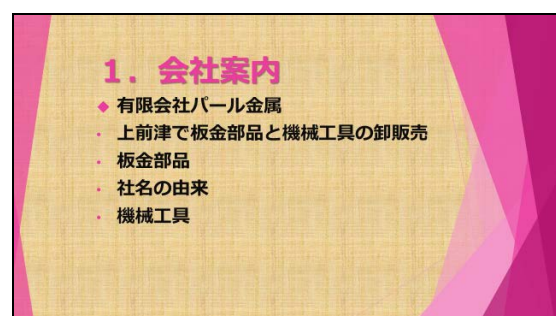 1. 会社案内
◆ 有限会社パール金属
・ 上前津で板金部品と機械工具の卸販売
・ 板金部品
・ 社名の由来
・ 機械工具